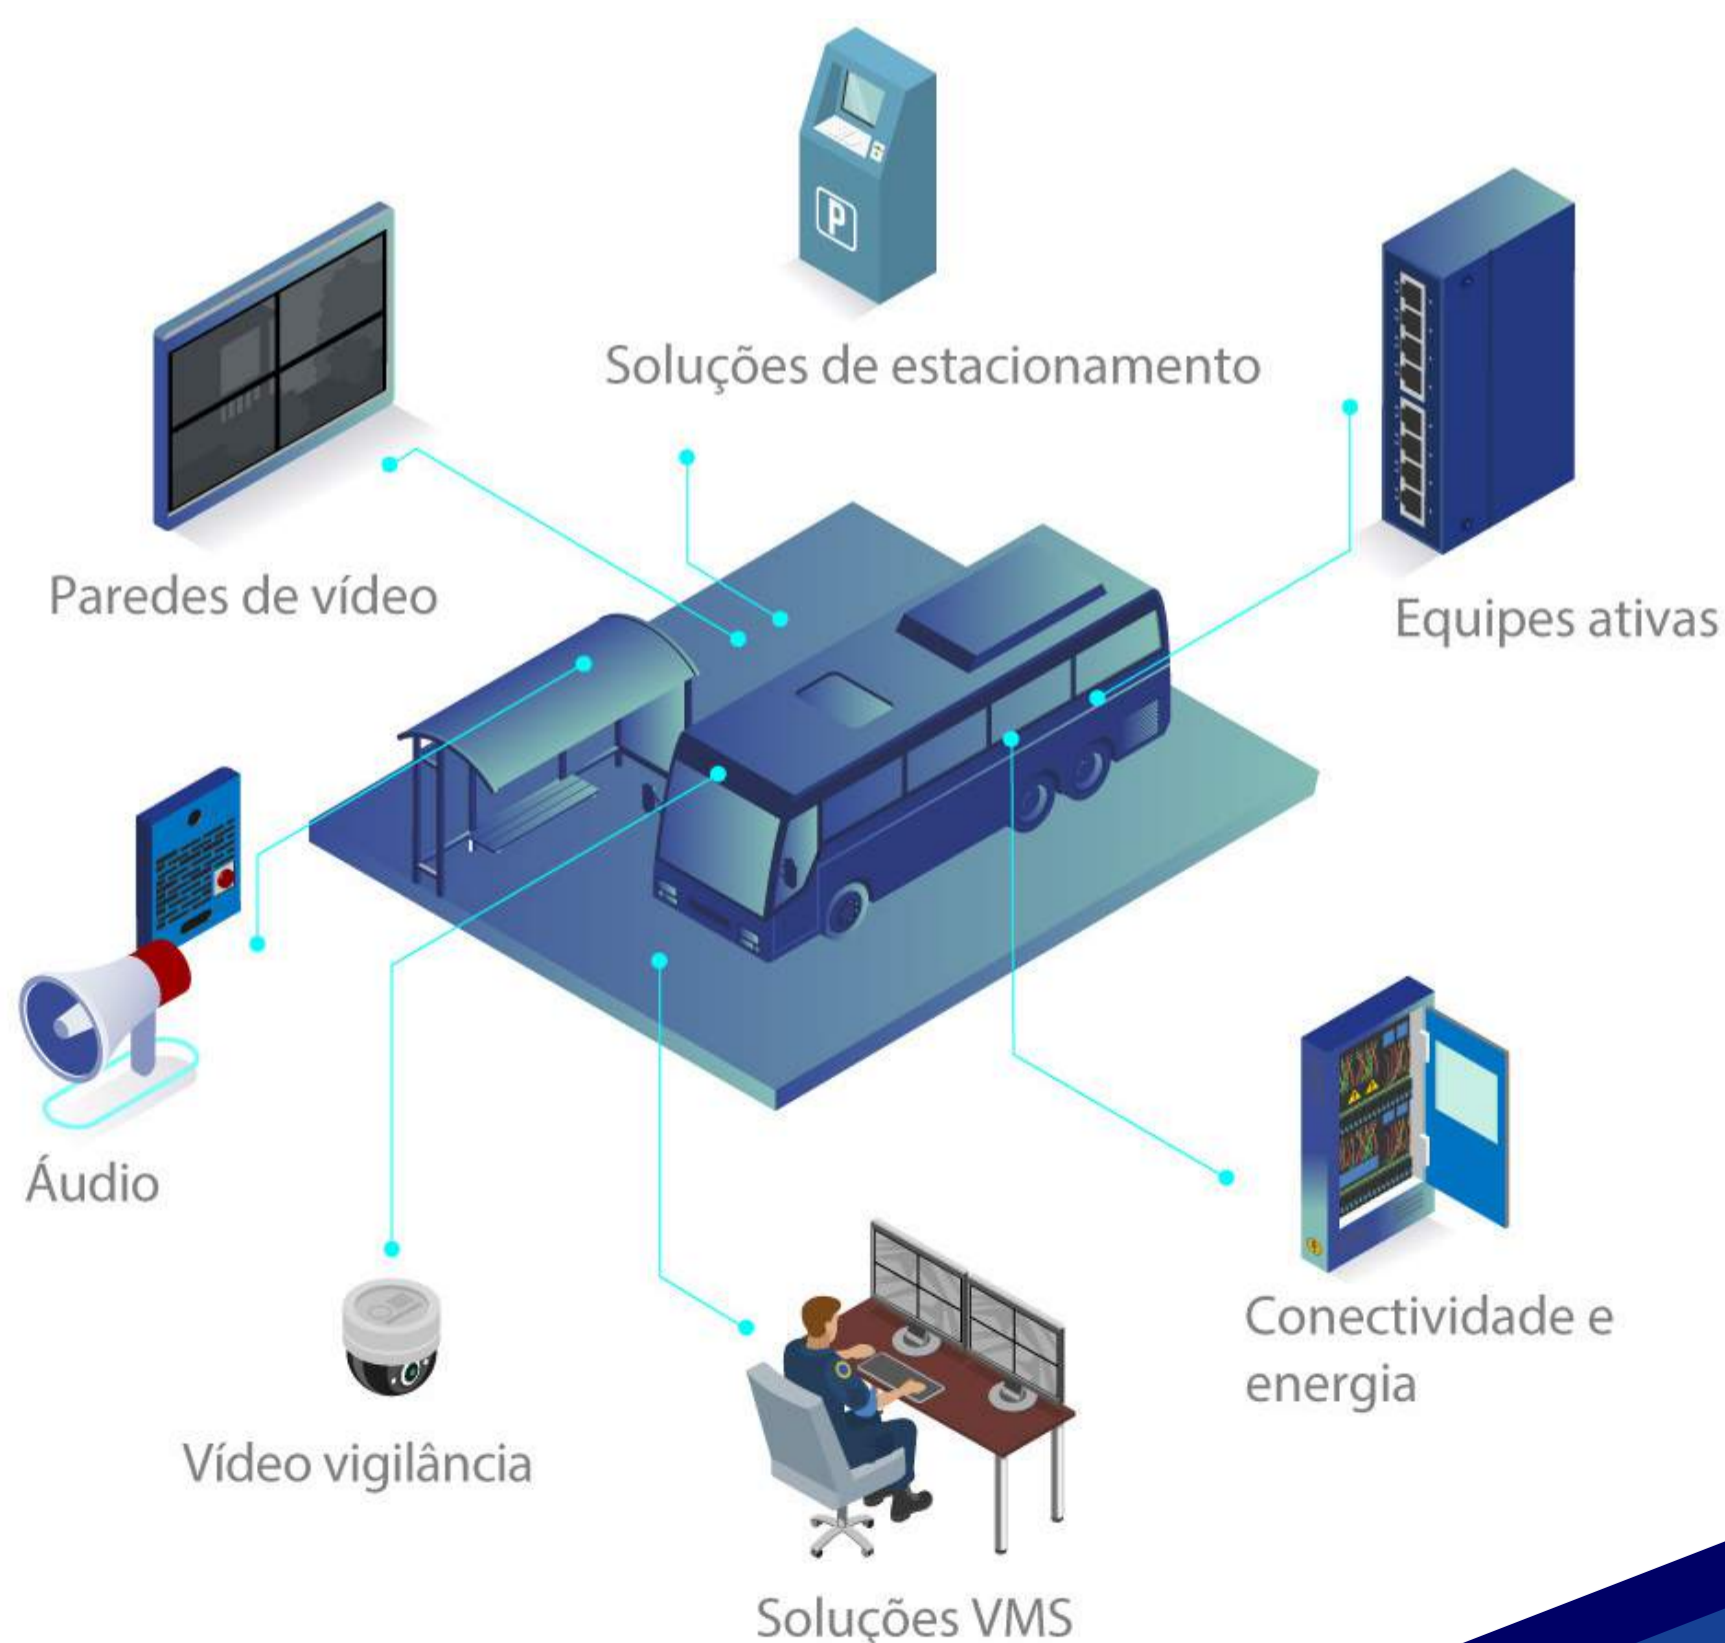 P
Soluções de estacionamento
Paredes de vídeo
Equipes ativas
Áudio
Conectividade e
energia
Vídeo vigilância
Soluções VMS